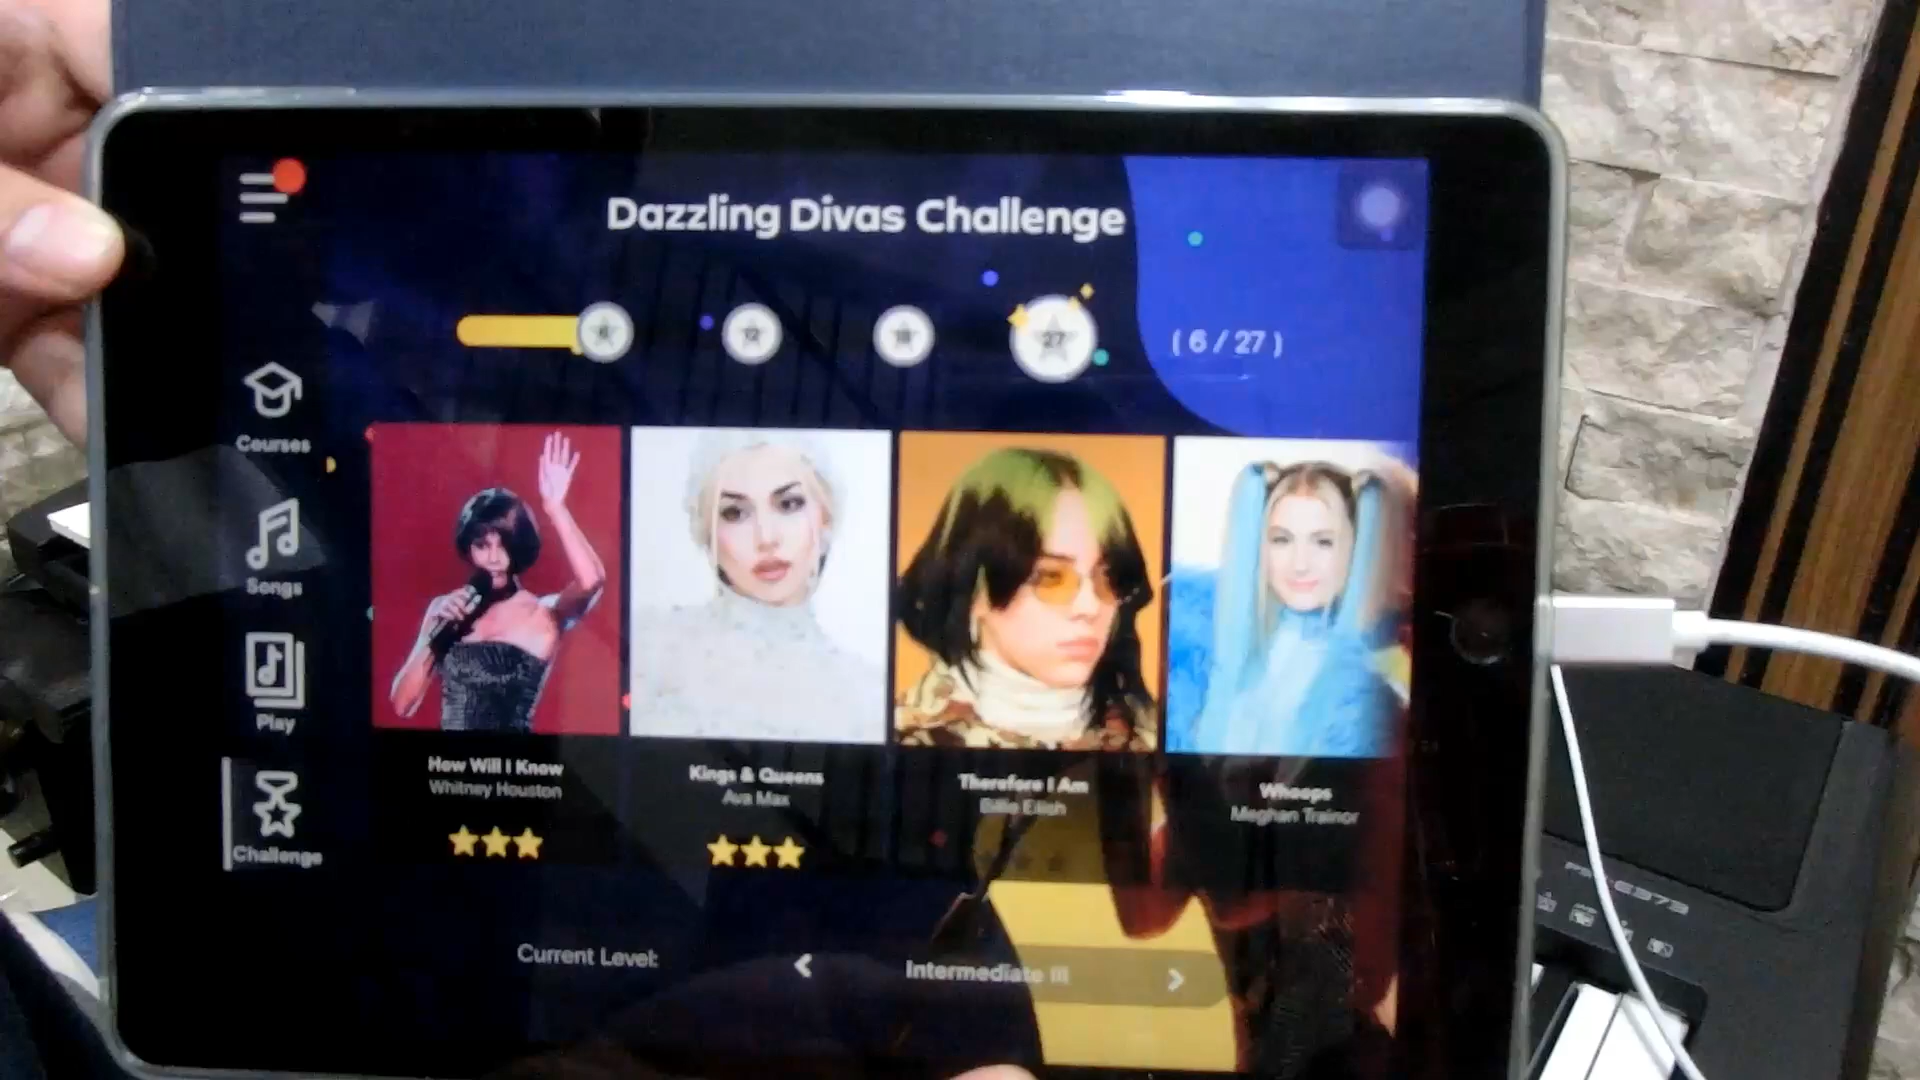 Dazzling Divas Challenge
( 6 / 27 )
27
Courses
Songs
Play
Challenge
How Will I Know
Whitney Houston
Kings & Queens
Ava Max
Therefore I Am
Billie Eilish
Whoops
Meghan Trainor
Current Level:
Intermediate III